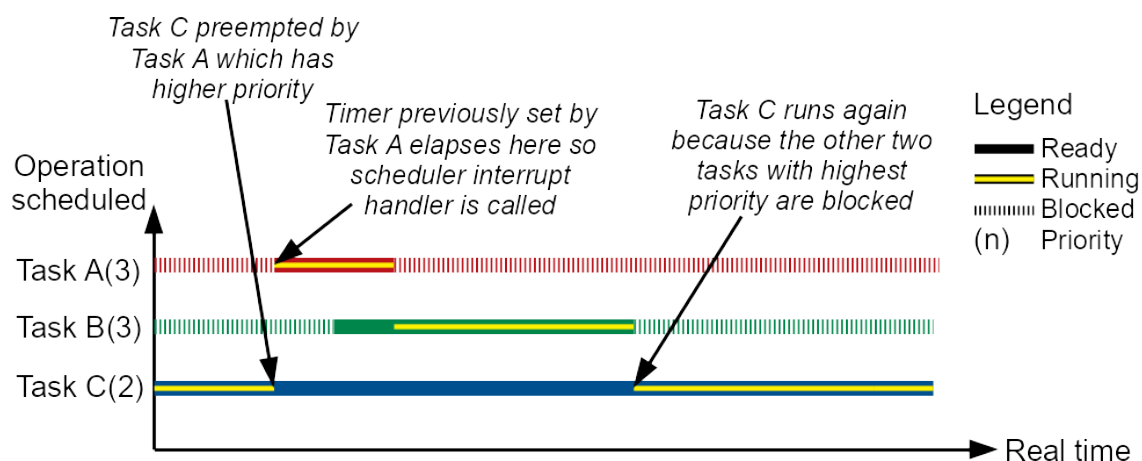 Task C preempted by
Task A which has
higher priority
Timer previously set by
Task A elapses here so
scheduler interrupt
handler is called
Task C runs again
because the other two
tasks with highest
priority are blocked
Legend
Ready
Running
Blocked
(n) Priority
Operation
scheduled
Task A(3)
Task B(3)
Task C(2)
Real time